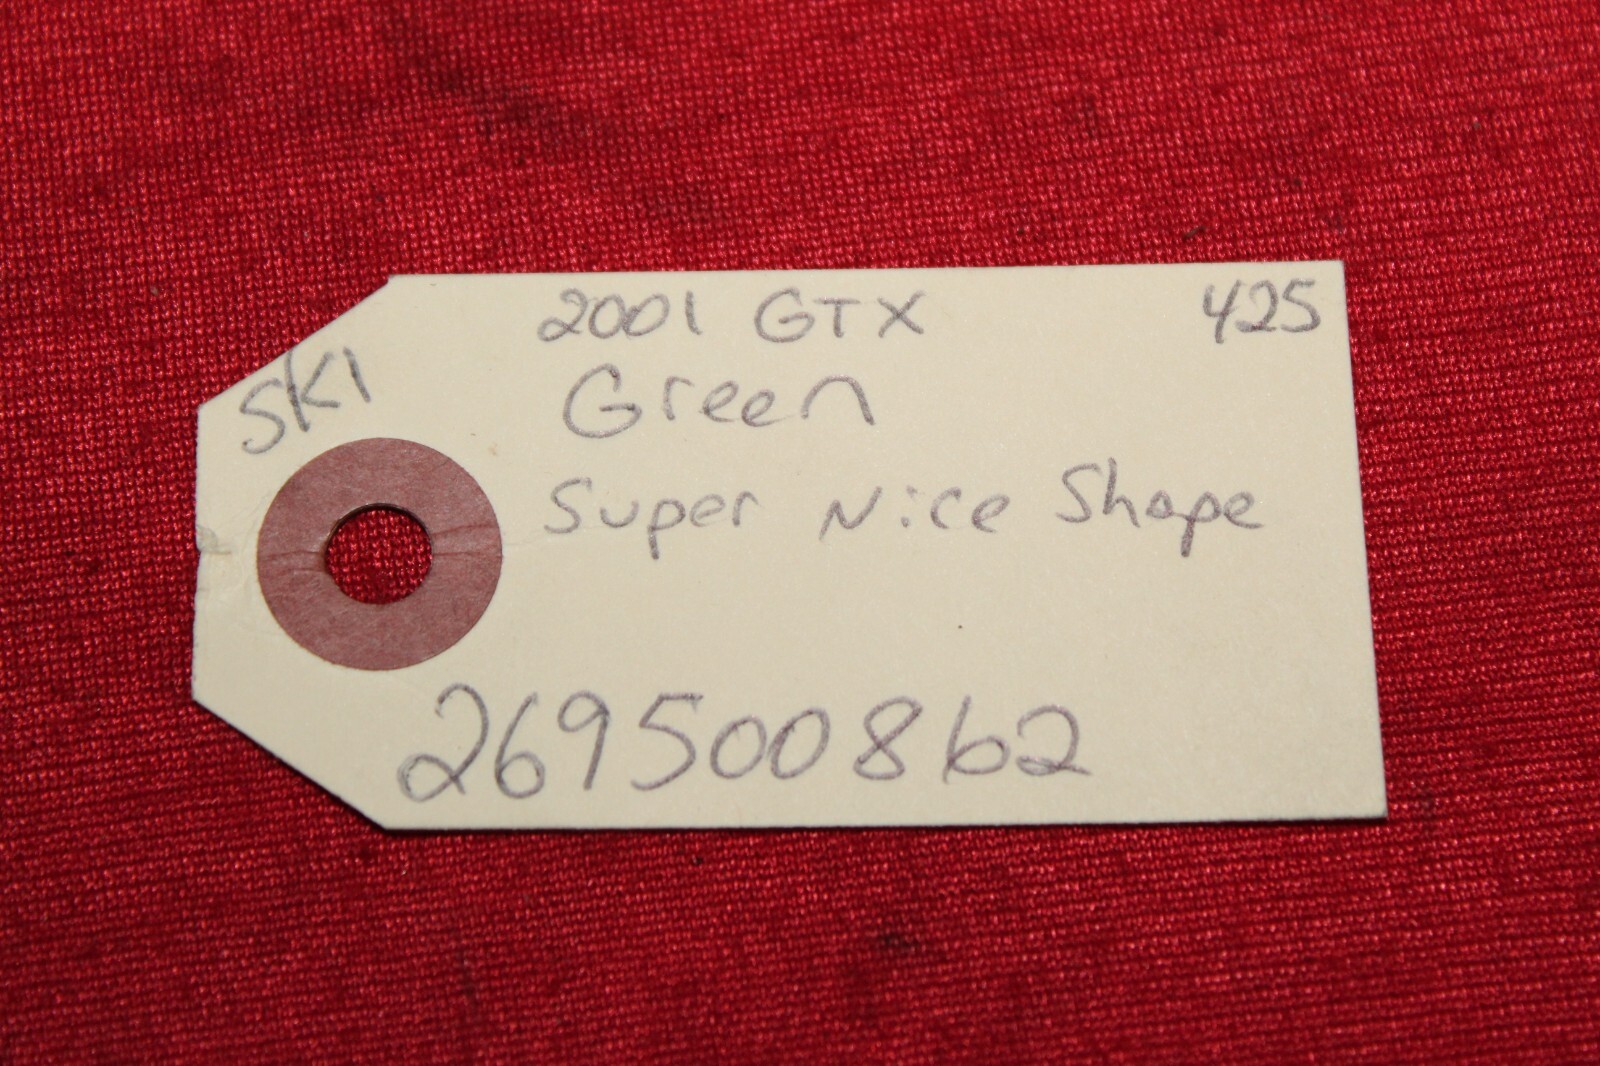 2001 GTX 425
SKI
Green
Super Nice Shape
269500862